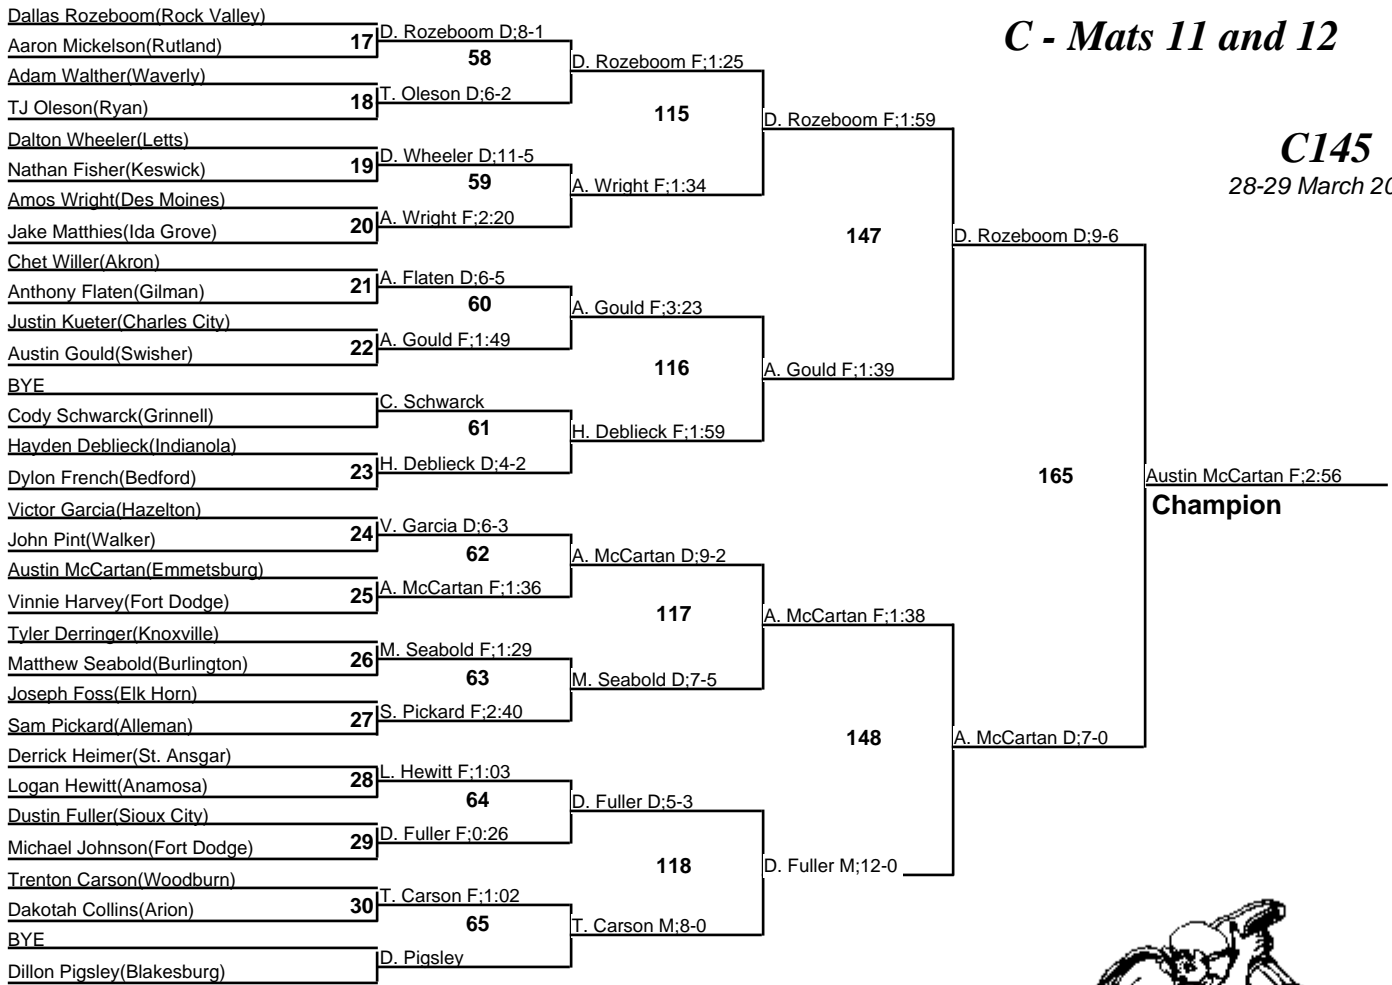 C - Mats 11 and 12
C145
28-29 March 20
Dallas Rozeboom(Rock Valley)
17
Aaron Mickelson(Rutland)
D. Rozeboom D;8-1
58
Adam Walther(Waverly)
18
TJ Oleson(Ryan)
T. Oleson D;6-2
D. Rozeboom F;1:25
115
Dalton Wheeler(Letts)
19
Nathan Fisher(Keswick)
D. Wheeler D;11-5
59
Amos Wright(Des Moines)
20
Jake Matthies(Ida Grove)
A. Wright F;2:20
A. Wright F;1:34
D. Rozeboom F;1:59
147
Chet Willer(Akron)
21
Anthony Flaten(Gilman)
A. Flaten D;6-5
60
Justin Kueter(Charles City)
22
Austin Gould(Swisher)
A. Gould F;1:49
A. Gould F;3:23
116
BYE
Cody Schwarck(Grinnell)
C. Schwarck
61
Hayden Deblieck(Indianola)
23
Dylon French(Bedford)
H. Deblieck D;4-2
H. Deblieck F;1:59
A. Gould F;1:39
D. Rozeboom D;9-6
165
Victor Garcia(Hazelton)
24
John Pint(Walker)
V. Garcia D;6-3
62
Austin McCartan(Emmetsburg)
25
Vinnie Harvey(Fort Dodge)
A. McCartan F;1:36
A. McCartan D;9-2
117
Tyler Derringer(Knoxville)
26
Matthew Seabold(Burlington)
M. Seabold F;1:29
63
Joseph Foss(Elk Horn)
27
Sam Pickard(Alleman)
S. Pickard F;2:40
M. Seabold D;7-5
A. McCartan F;1:38
148
Derrick Heimer(St. Ansgar)
28
Logan Hewitt(Anamosa)
L. Hewitt F;1:03
64
Dustin Fuller(Sioux City)
29
Michael Johnson(Fort Dodge)
D. Fuller F;0:26
D. Fuller D;5-3
118
Trenton Carson(Woodburn)
30
Dakotah Collins(Arion)
T. Carson F;1:02
65
BYE
Dillon Pigsley(Blakesburg)
D. Pigsley
T. Carson M;8-0
D. Fuller M;12-0
A. McCartan D;7-0
Austin McCartan F;2:56
Champion